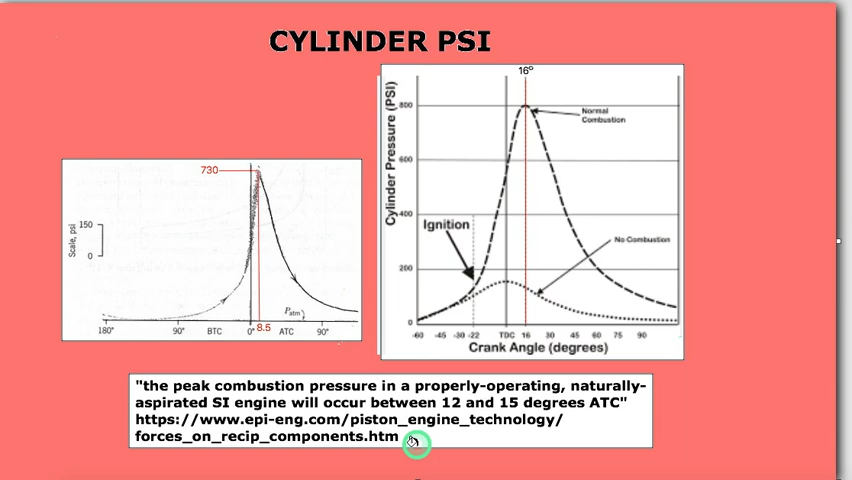 CYLINDER PSI
730
150
Scale, psi
0
Patm
180° 90° BTC 0° 8.5 ATC 90°
16°
Cylinder Pressure (PSI)
800
600
400
200
0
Normal
Combustion
Ignition
No Combustion
-60 -45 -30 -22 TDC 16 30 45 60 75 90
Crank Angle (degrees)
"the peak combustion pressure in a properly-operating, naturally-
aspirated SI engine will occur between 12 and 15 degrees ATC"
https://www.epi-eng.com/piston_engine_technology/
forces_on_recip_components.htm